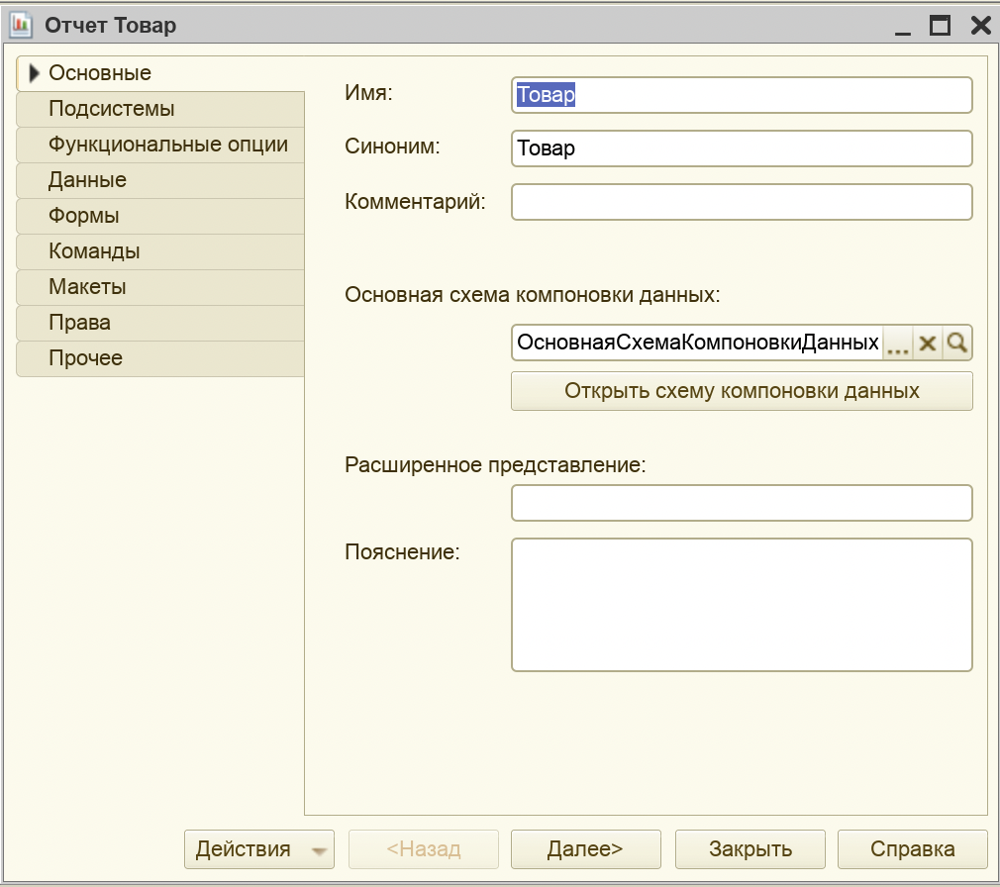 Отчет Товар
Основные
Подсистемы
Функциональные опции
Данные
Формы
Команды
Макеты
Права
Прочее
Имя: Товар
Синоним: Товар
Комментарий:
Основная схема компоновки данных:
ОсновнаяСхемаКомпоновкиДанных ...
Открыть схему компоновки данных
Расширенное представление:
Пояснение:
Действия <Назад Далее> Закрыть Справка